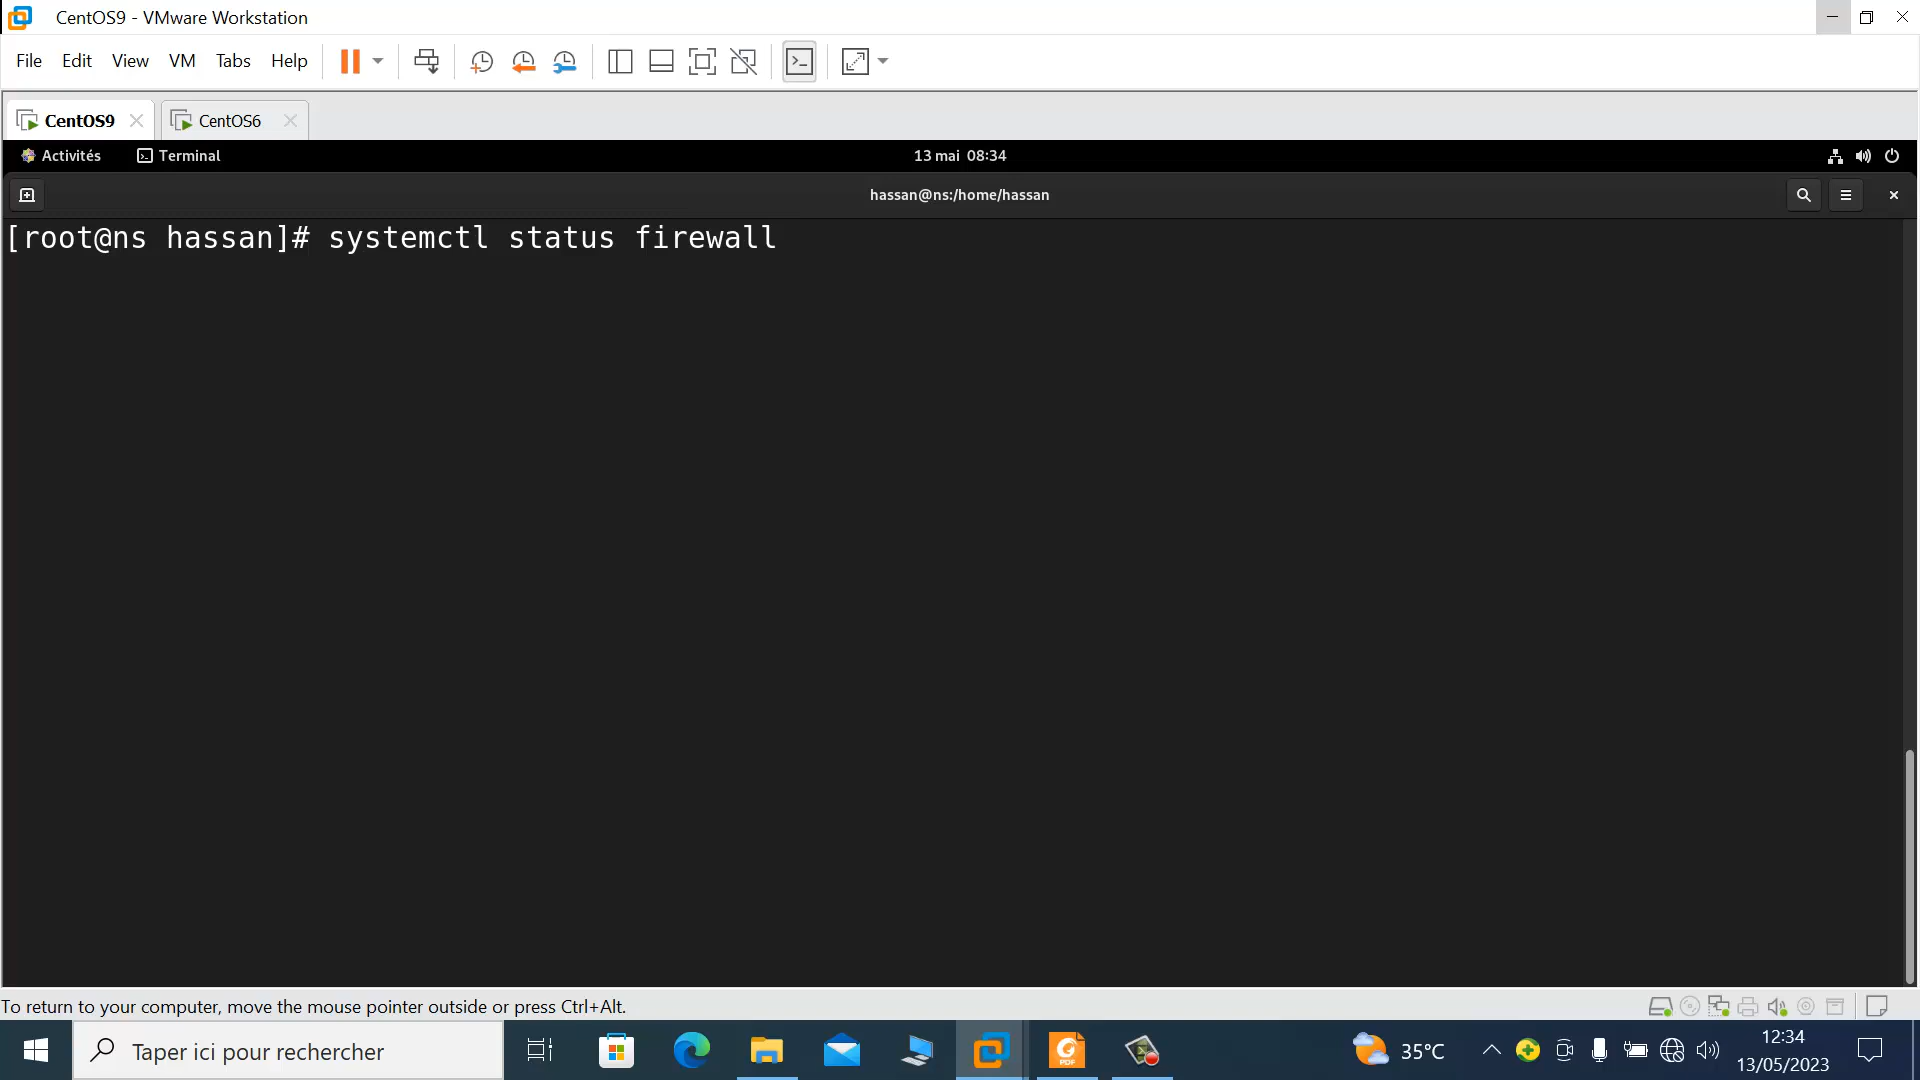 CentOS9 - VMware Workstation
File Edit View VM Tabs Help
CentOS9 CentOS6
Activités Terminal 13 mai 08:34
hassan@ns:/home/hassan
[root@ns hassan]# systemctl status firewall
To return to your computer, move the mouse pointer outside or press Ctrl+Alt.
Taper ici pour rechercher 35°C 12:34
13/05/2023